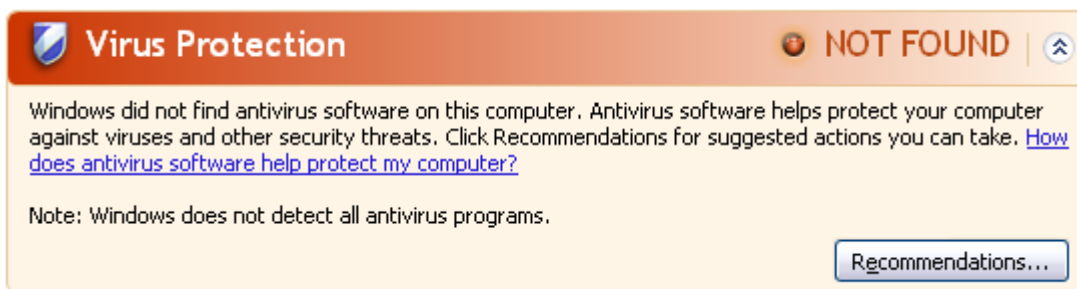 Virus Protection
NOT FOUND
Windows did not find antivirus software on this computer. Antivirus software helps protect your computer
against viruses and other security threats. Click Recommendations for suggested actions you can take. How
does antivirus software help protect my computer?
Note: Windows does not detect all antivirus programs.
Recommendations...